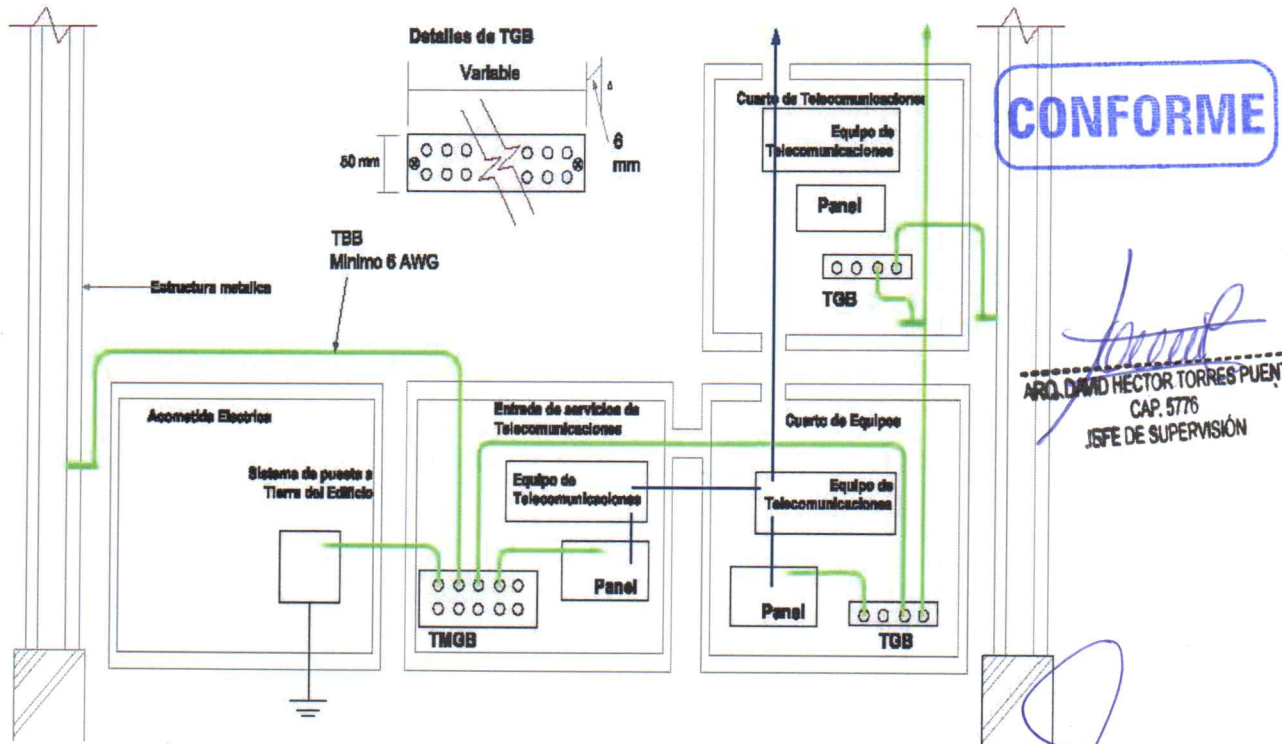 Detalles de TGB
Variable
50 mm
6
mm
TBB
Minimo 6 AWG
Estructura metalica
Cuarto de Telecomunicaciones
Equipo de
Telecomunicaciones
Panel
TGB
CONFORME
ARQ. DAVID HECTOR TORRES PUENT
CAP. 5776
JEFE DE SUPERVISIÓN
Acometida Electrica
Sistema de puesta a
Tierra del Edificio
Entrada de servicios de
Telecomunicaciones
Equipo de
Telecomunicaciones
Panel
TMGB
Cuarto de Equipos
Equipo de
Telecomunicaciones
Panel
TGB